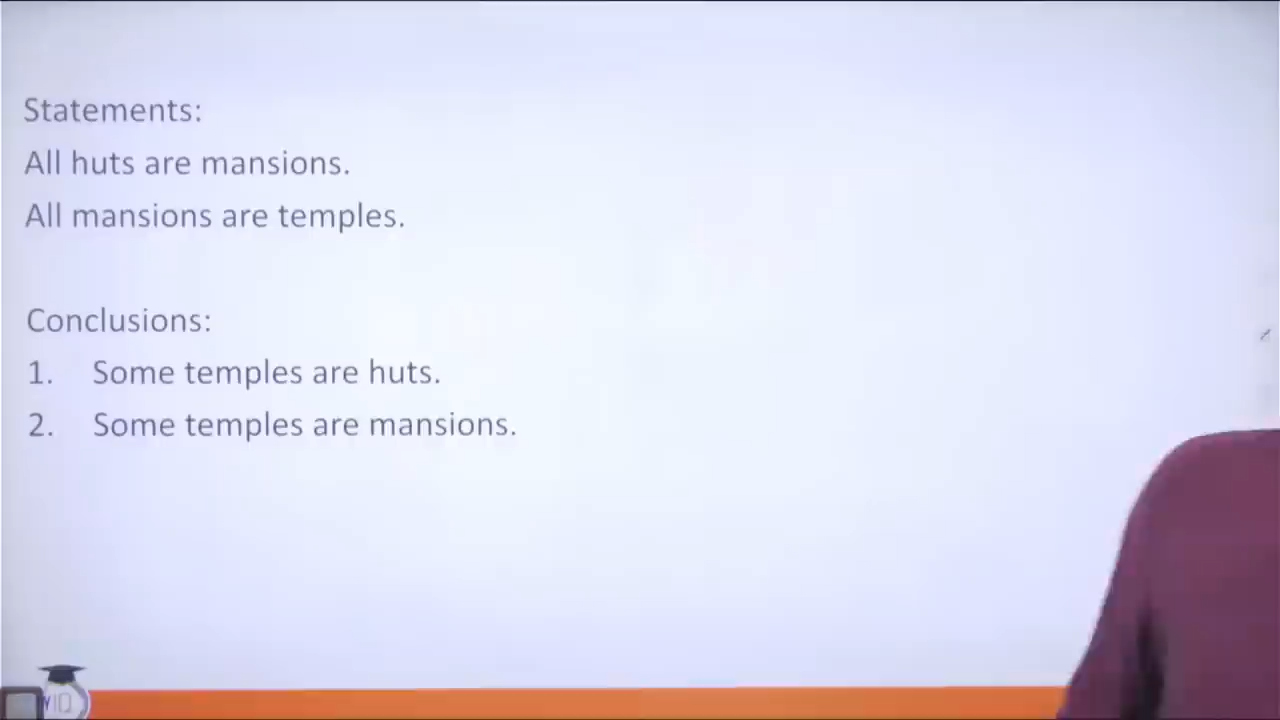 Statements:
All huts are mansions.
All mansions are temples.
Conclusions:
1. Some temples are huts.
2. Some temples are mansions.